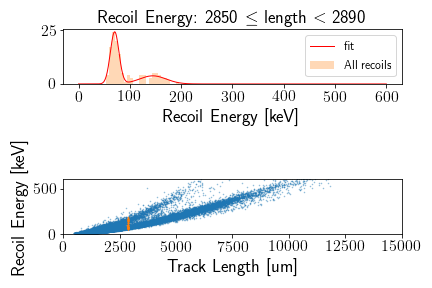 Recoil Energy: 2850 ≤ length < 2890
25
0
fit
All recoils
0 100 200 300 400 500 600
Recoil Energy [keV]
Recoil Energy [keV]
500
0
0 2500 5000 7500 10000 12500 15000
Track Length [um]